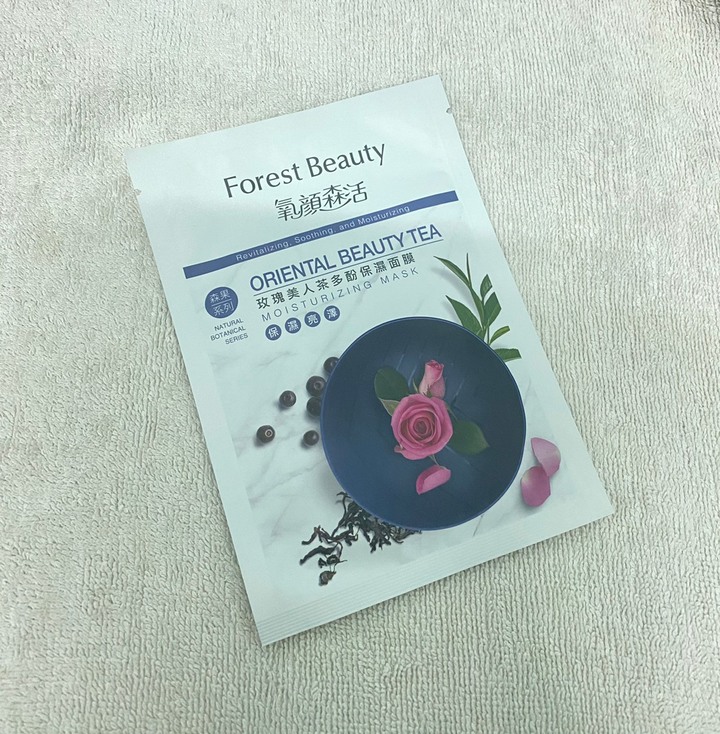 Forest Beauty
氧顏森活
Revitalizing, Soothing, and Moisturizing
ORIENTAL BEAUTY TEA
玫瑰美人茶多酚保濕面膜
MOISTURIZING MASK
保濕亮澤
森果
系列
NATURAL
BOTANICAL
SERIES